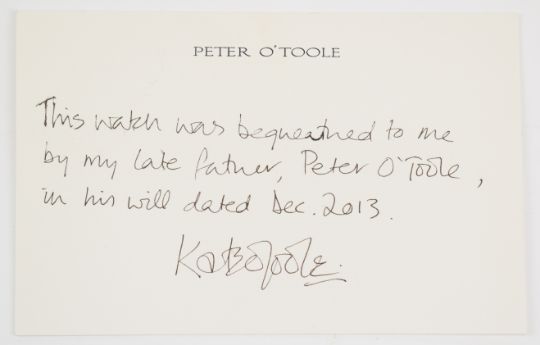 PETER O'TOOLE
This watch was bequeathed to me
by my late father, Peter O'Toole,
in his will dated Dec. 2013.
Kate O'Toole